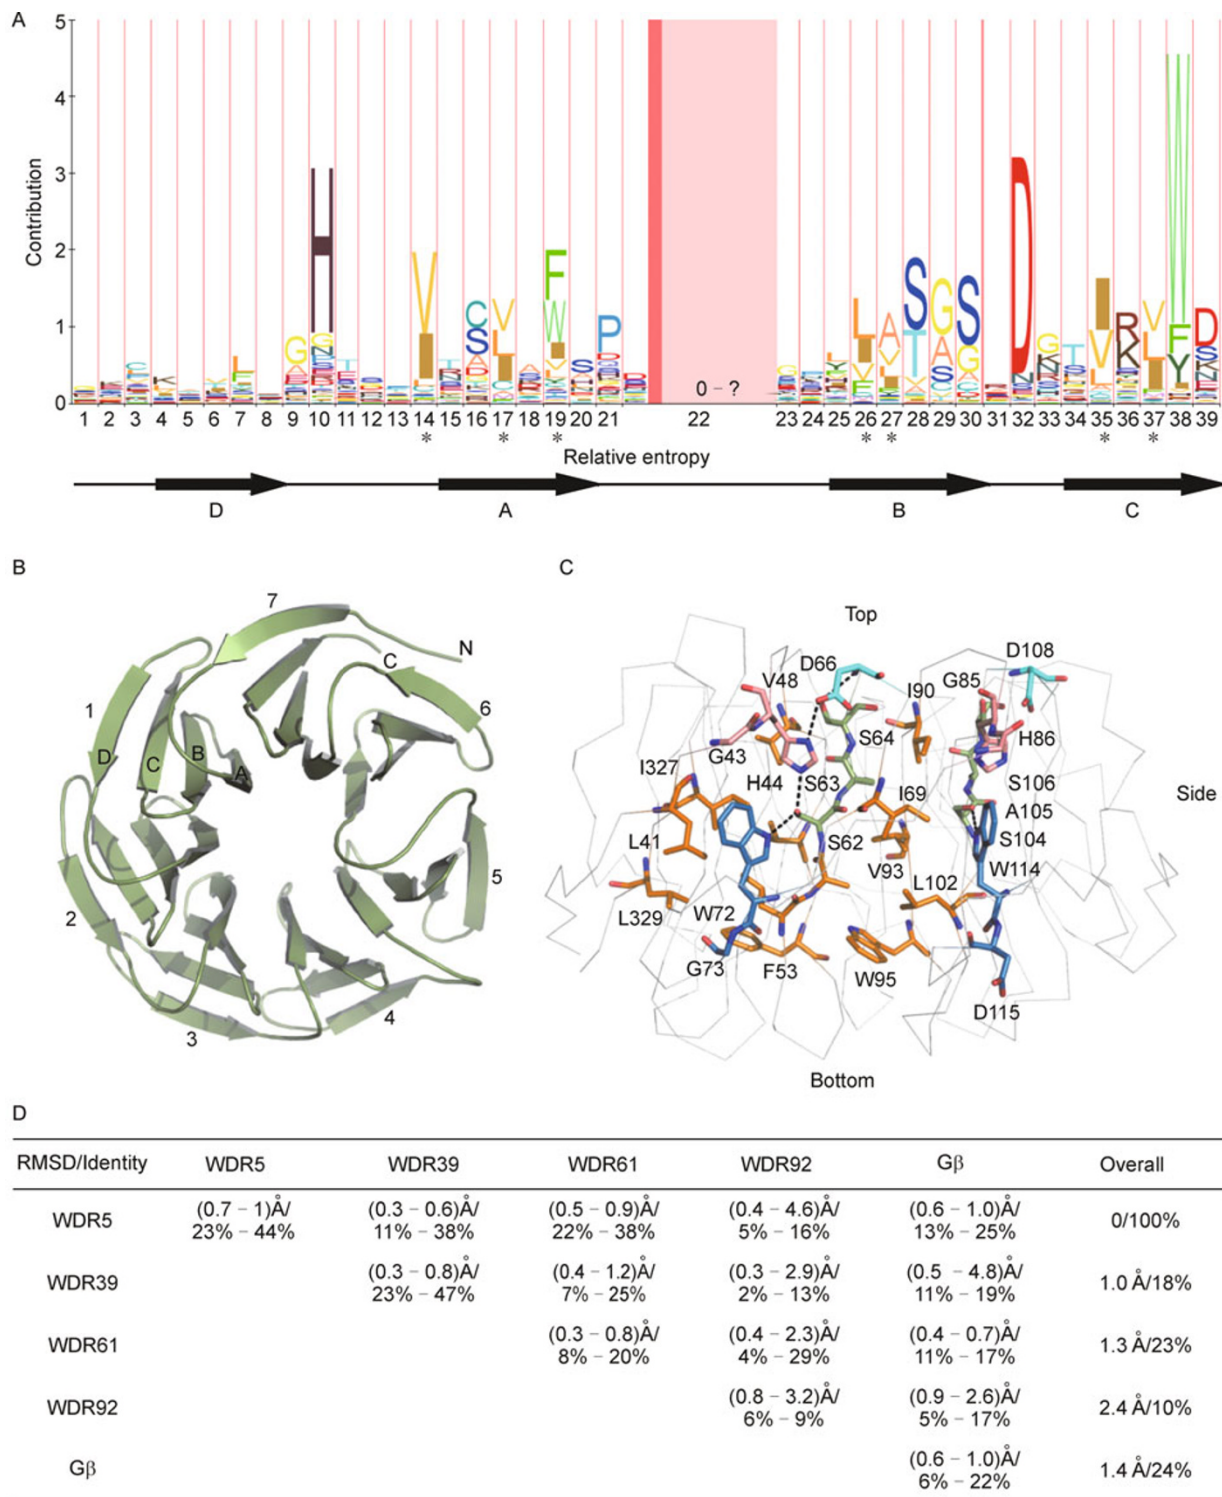 A
5
4
3
2
1
0
Contribution
0 – ?
1 2 3 4 5 6 7 8 9 10 11 12 13 14 15 16 17 18 19 20 21 22 23 24 25 26 27 28 29 30 31 32 33 34 35 36 37 38 39
* * * * * * *
Relative entropy
D A B C
B
7
N
C
1
6
D
B
C
A
5
2
4
3
C
Top
D66
D108
V48
G85
I90
G43
S64
H86
I327
H44
S63
S106
I69
Side
A105
L41
S62
S104
V93
W114
L102
L329
W72
G73
F53
W95
D115
Bottom
D
RMSD/Identity WDR5 WDR39 WDR61 WDR92 Gβ Overall
WDR5 (0.7 – 1)Å/ 23% – 44% (0.3 – 0.6)Å/ 11% – 38% (0.5 – 0.9)Å/ 22% – 38% (0.4 – 4.6)Å/ 5% – 16% (0.6 – 1.0)Å/ 13% – 25% 0/100%
WDR39 (0.3 – 0.8)Å/ 23% – 47% (0.4 – 1.2)Å/ 7% – 25% (0.3 – 2.9)Å/ 2% – 13% (0.5 – 4.8)Å/ 11% – 19% 1.0 Å/18%
WDR61 (0.3 – 0.8)Å/ 8% – 20% (0.4 – 2.3)Å/ 4% – 29% (0.4 – 0.7)Å/ 11% – 17% 1.3 Å/23%
WDR92 (0.8 – 3.2)Å/ 6% – 9% (0.9 – 2.6)Å/ 5% – 17% 2.4 Å/10%
Gβ (0.6 – 1.0)Å/ 6% – 22% 1.4 Å/24%